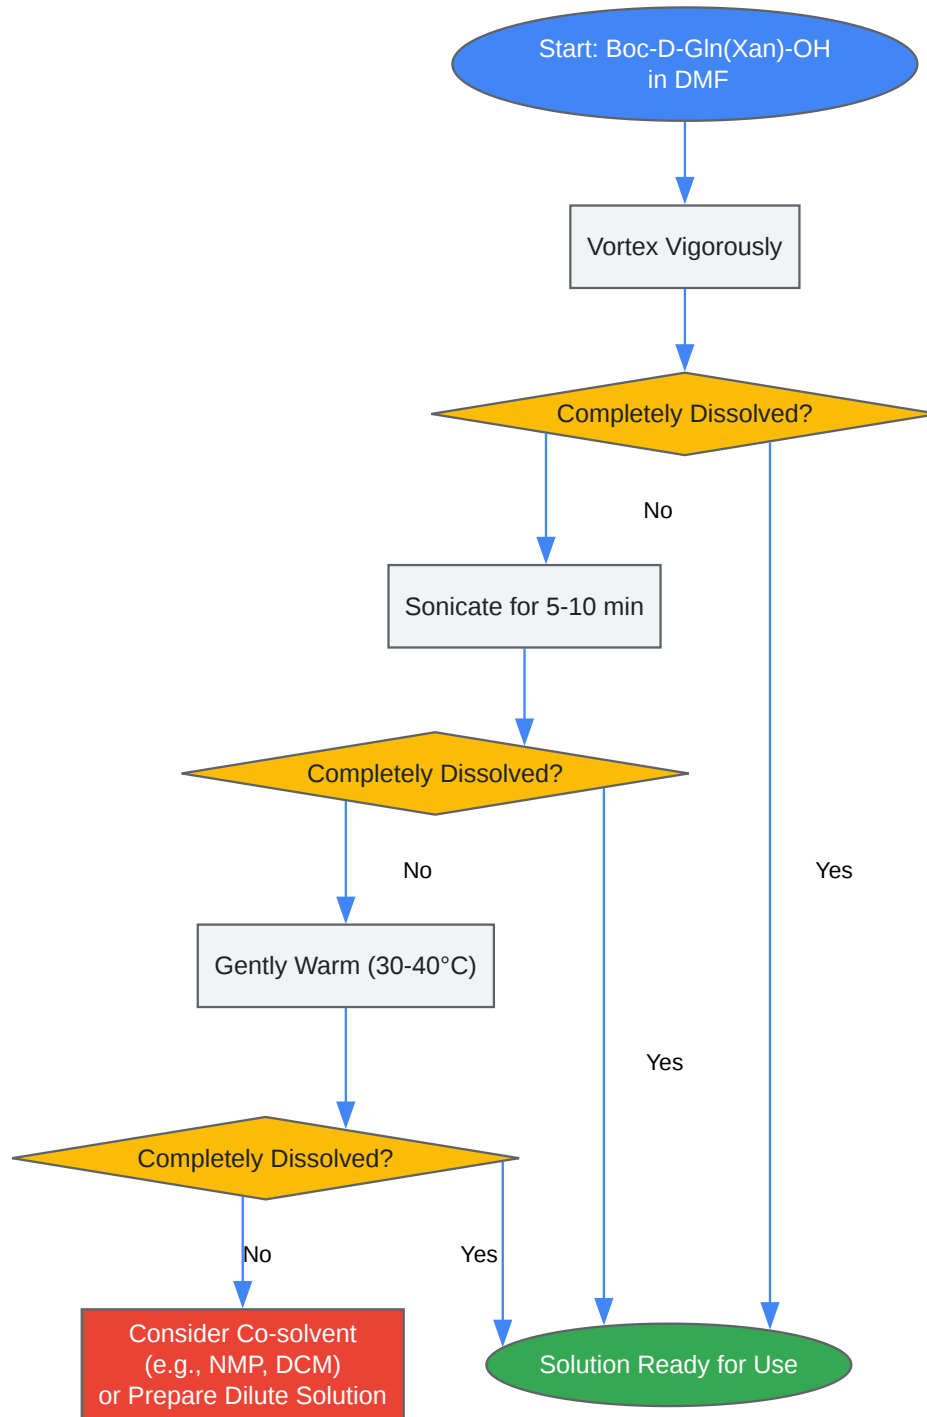 Start: Boc-D-Gln(Xan)-OH
in DMF
Vortex Vigorously
Completely Dissolved?
No
Sonicate for 5-10 min
Completely Dissolved?
No
Yes
Gently Warm (30-40°C)
Yes
Completely Dissolved?
No
Yes
Consider Co-solvent
(e.g., NMP, DCM)
or Prepare Dilute Solution
Solution Ready for Use